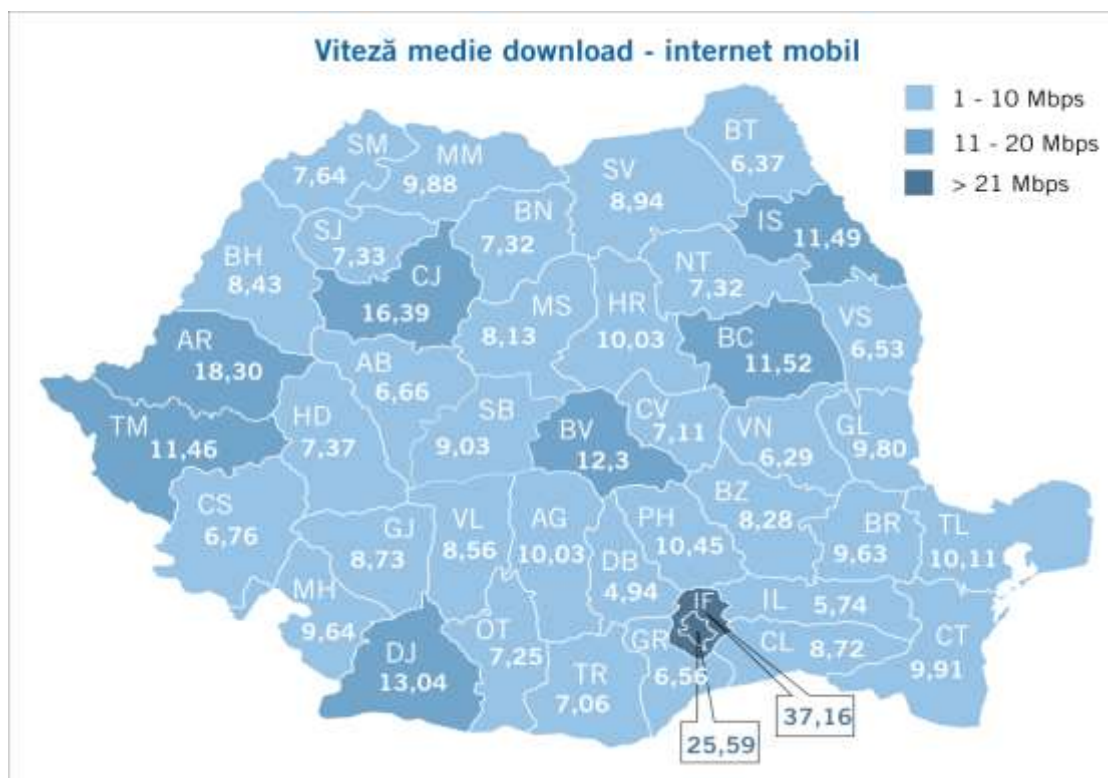 Viteză medie download - internet mobil
1 - 10 Mbps
11 - 20 Mbps
> 21 Mbps
SM
7,64
MM
9,88
SV
8,94
BT
6,37
IS
11,49
SJ
7,33
BN
7,32
BH
8,43
CJ
16,39
MS
8,13
HR
10,03
NT
7,32
VS
6,53
BC
11,52
AR
18,30
AB
6,66
TM
11,46
HD
7,37
SB
9,03
BV
12,3
CV
7,11
VN
6,29
GL
9,80
CS
6,76
GJ
8,73
VL
8,56
AG
10,03
PH
10,45
BZ
8,28
BR
9,63
TL
10,11
DB
4,94
MH
9,64
IF
IL 5,74
DJ
13,04
OT
7,25
TR
7,06
GR
6,56
CL 8,72
CT
9,91
37,16
25,59